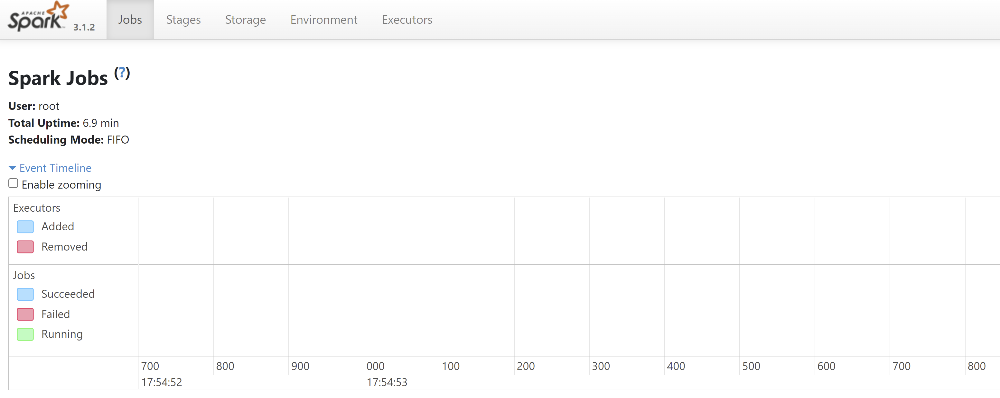 APACHE
Spark™ 3.1.2 Jobs Stages Storage Environment Executors
Spark Jobs (?)
User: root
Total Uptime: 6.9 min
Scheduling Mode: FIFO
Event Timeline
Enable zooming
Executors
Added
Removed
Jobs
Succeeded
Failed
Running
700 800 900 000 100 200 300 400 500 600 700 800
17:54:52 17:54:53